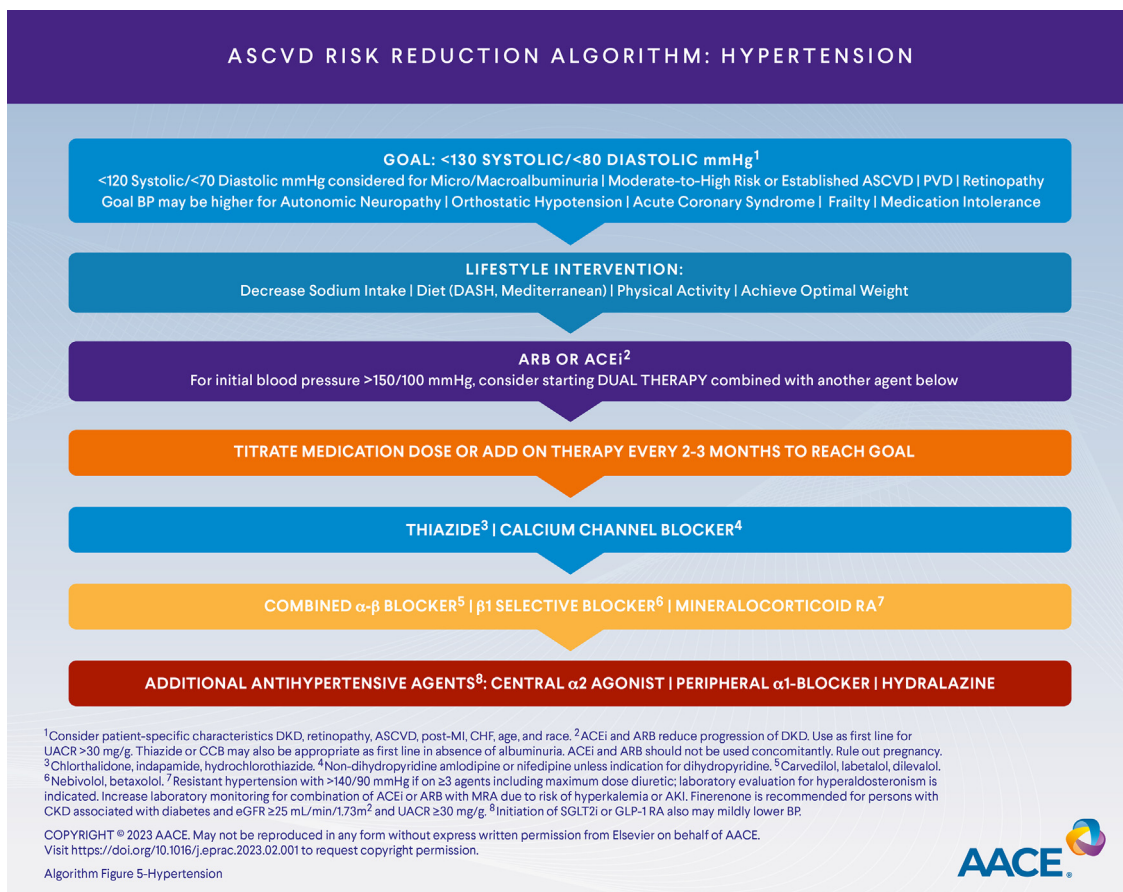 ASCVD RISK REDUCTION ALGORITHM: HYPERTENSION
GOAL: <130 SYSTOLIC/<80 DIASTOLIC mmHg¹
<120 Systolic/<70 Diastolic mmHg considered for Micro/Macroalbuminuria | Moderate-to-High Risk or Established ASCVD | PVD | Retinopathy
Goal BP may be higher for Autonomic Neuropathy | Orthostatic Hypotension | Acute Coronary Syndrome | Frailty | Medication Intolerance
LIFESTYLE INTERVENTION:
Decrease Sodium Intake | Diet (DASH, Mediterranean) | Physical Activity | Achieve Optimal Weight
ARB OR ACEi²
For initial blood pressure >150/100 mmHg, consider starting DUAL THERAPY combined with another agent below
TITRATE MEDICATION DOSE OR ADD ON THERAPY EVERY 2-3 MONTHS TO REACH GOAL
THIAZIDE³ | CALCIUM CHANNEL BLOCKER⁴
COMBINED α-β BLOCKER⁵ | β1 SELECTIVE BLOCKER⁶ | MINERALOCORTICOID RA⁷
ADDITIONAL ANTIHYPERTENSIVE AGENTS⁸: CENTRAL α2 AGONIST | PERIPHERAL α1-BLOCKER | HYDRALAZINE
¹Consider patient-specific characteristics DKD, retinopathy, ASCVD, post-MI, CHF, age, and race. ²ACEi and ARB reduce progression of DKD. Use as first line for
UACR >30 mg/g. Thiazide or CCB may also be appropriate as first line in absence of albuminuria. ACEi and ARB should not be used concomitantly. Rule out pregnancy.
³Chlorthalidone, indapamide, hydrochlorothiazide. ⁴Non-dihydropyridine amlodipine or nifedipine unless indication for dihydropyridine. ⁵Carvedilol, labetalol, dilevalol.
⁶Nebivolol, betaxolol. ⁷Resistant hypertension with >140/90 mmHg if on ≥3 agents including maximum dose diuretic; laboratory evaluation for hyperaldosteronism is
indicated. Increase laboratory monitoring for combination of ACEi or ARB with MRA due to risk of hyperkalemia or AKI. Finerenone is recommended for persons with
CKD associated with diabetes and eGFR ≥25 mL/min/1.73m² and UACR ≥30 mg/g. ⁸Initiation of SGLT2i or GLP-1 RA also may mildly lower BP.
COPYRIGHT © 2023 AACE. May not be reproduced in any form without express written permission from Elsevier on behalf of AACE.
Visit https://doi.org/10.1016/j.eprac.2023.02.001 to request copyright permission.
Algorithm Figure 5-Hypertension
AACE®